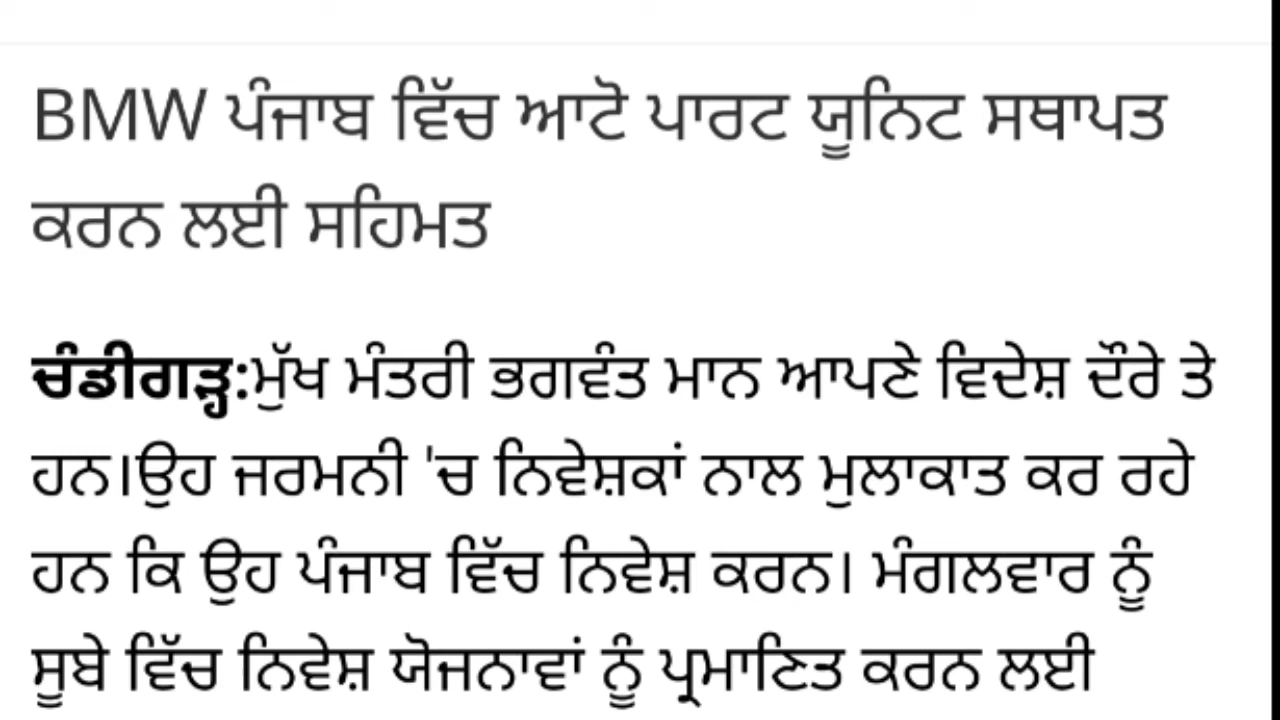 BMW ਪੰਜਾਬ ਵਿੱਚ ਆਟੋ ਪਾਰਟ ਯੂਨਿਟ ਸਥਾਪਤ
ਕਰਨ ਲਈ ਸਹਿਮਤ
ਚੰਡੀਗੜ੍ਹ:ਮੁੱਖ ਮੰਤਰੀ ਭਗਵੰਤ ਮਾਨ ਆਪਣੇ ਵਿਦੇਸ਼ ਦੌਰੇ ਤੇ
ਹਨ।ਉਹ ਜਰਮਨੀ 'ਚ ਨਿਵੇਸ਼ਕਾਂ ਨਾਲ ਮੁਲਾਕਾਤ ਕਰ ਰਹੇ
ਹਨ ਕਿ ਉਹ ਪੰਜਾਬ ਵਿੱਚ ਨਿਵੇਸ਼ ਕਰਨ। ਮੰਗਲਵਾਰ ਨੂੰ
ਸੂਬੇ ਵਿੱਚ ਨਿਵੇਸ਼ ਯੋਜਨਾਵਾਂ ਨੂੰ ਪ੍ਰਮਾਣਿਤ ਕਰਨ ਲਈ